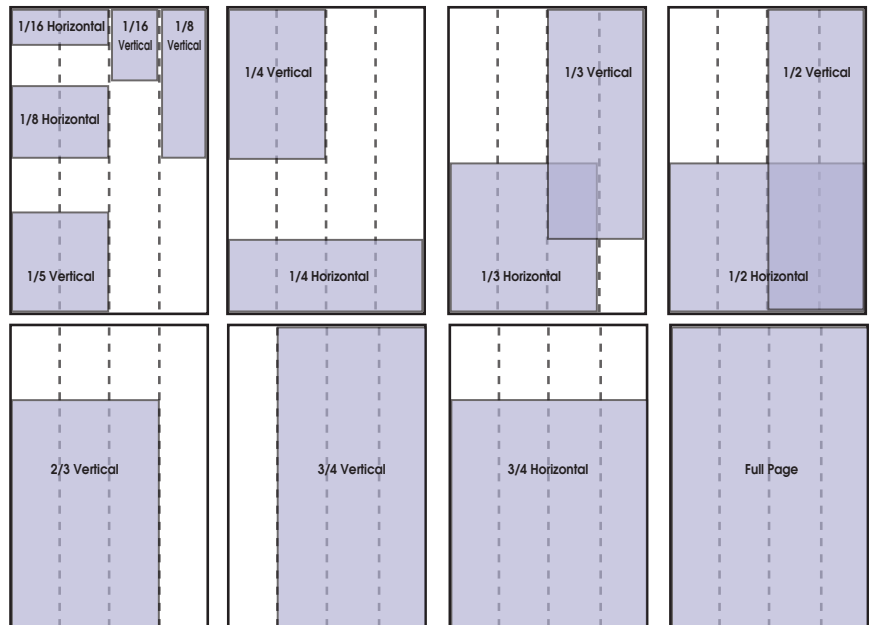 1/16 Horizontal
1/16
Vertical
1/8
Vertical
1/8 Horizontal
1/5 Vertical
1/4 Vertical
1/4 Horizontal
1/3 Vertical
1/3 Horizontal
1/2 Vertical
1/2 Horizontal
2/3 Vertical
3/4 Vertical
3/4 Horizontal
Full Page